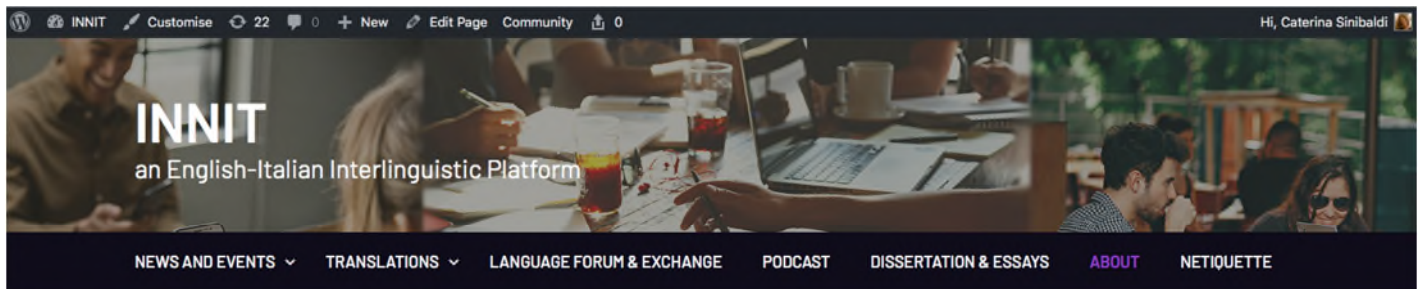 INNIT Customise 22 0 New Edit Page Community 0 Hi, Caterina Sinibaldi
INNIT
an English-Italian Interlinguistic Platform
NEWS AND EVENTS TRANSLATIONS LANGUAGE FORUM & EXCHANGE PODCAST DISSERTATION & ESSAYS ABOUT NETIQUETTE